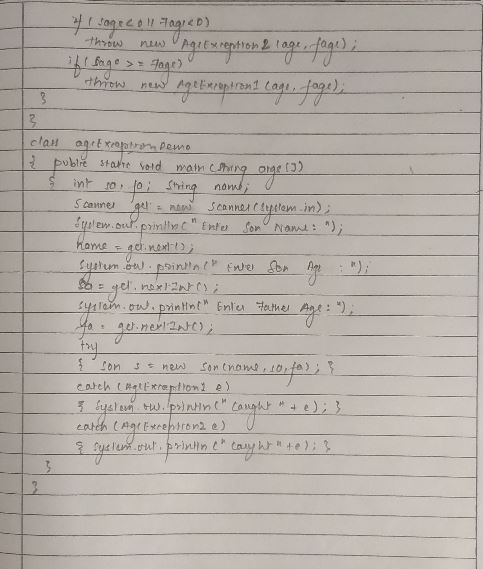 if (sage<0 || fage<0)
throw new AgeException2 (age, fage);
if (sage >= fage)
throw new AgeException1 (age, fage);
}
}
class ageExceptionDemo
{ public static void main (String args[])
{ int so, fa; String name;
Scanner get = new Scanner(System.in);
System.out.println(" Enter Son Name: ");
name = get.next();
System.out.println(" Enter Son Age : ");
so = get.nextInt();
System.out.println(" Enter Father Age: ");
fa = get.nextInt();
try
{ Son s = new Son(name, so, fa); }
catch (AgeException1 e)
{ System.out.println(" Caught " + e); }
catch (AgeException2 e)
{ System.out.println(" Caught " +e); }
}
}